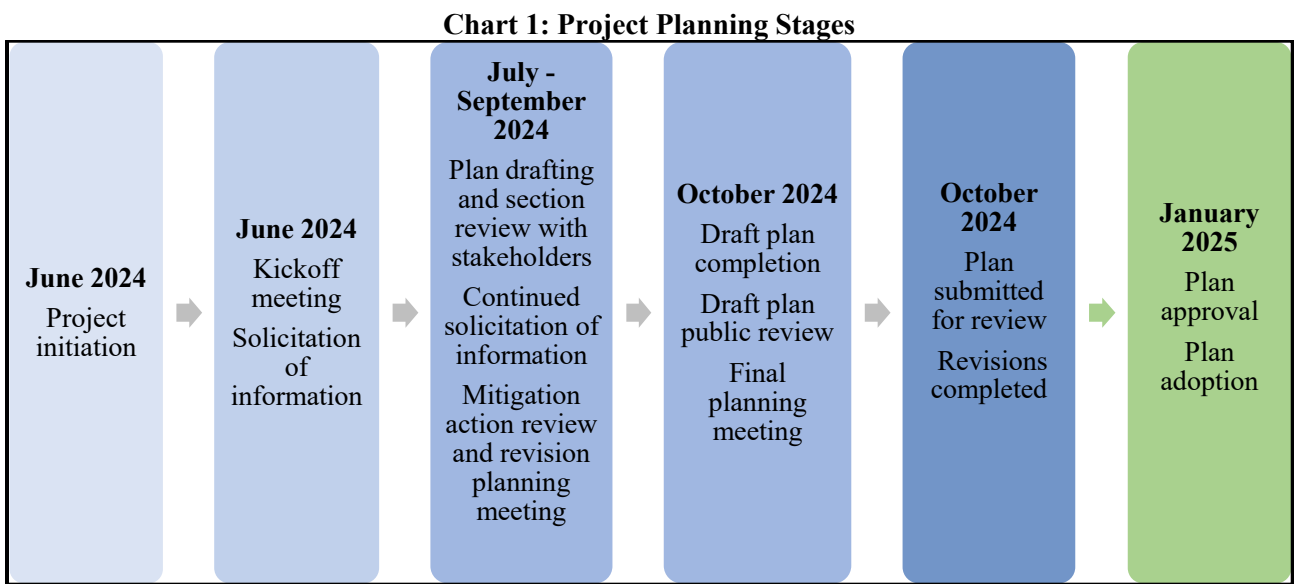 Chart 1: Project Planning Stages
June 2024
Project
initiation
June 2024
Kickoff
meeting
Solicitation
of
information
July -
September
2024
Plan drafting
and section
review with
stakeholders
Continued
solicitation of
information
Mitigation
action review
and revision
planning
meeting
October 2024
Draft plan
completion
Draft plan
public review
Final
planning
meeting
October
2024
Plan
submitted
for review
Revisions
completed
January
2025
Plan
approval
Plan
adoption